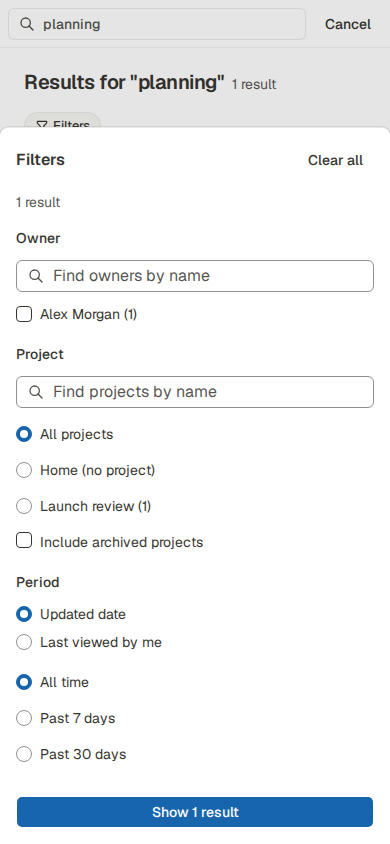 planning
Cancel
Results for "planning" 1 result
Filters
Filters
Clear all
1 result
Owner
Find owners by name
Alex Morgan (1)
Project
Find projects by name
All projects
Home (no project)
Launch review (1)
Include archived projects
Period
Updated date
Last viewed by me
All time
Past 7 days
Past 30 days
Show 1 result